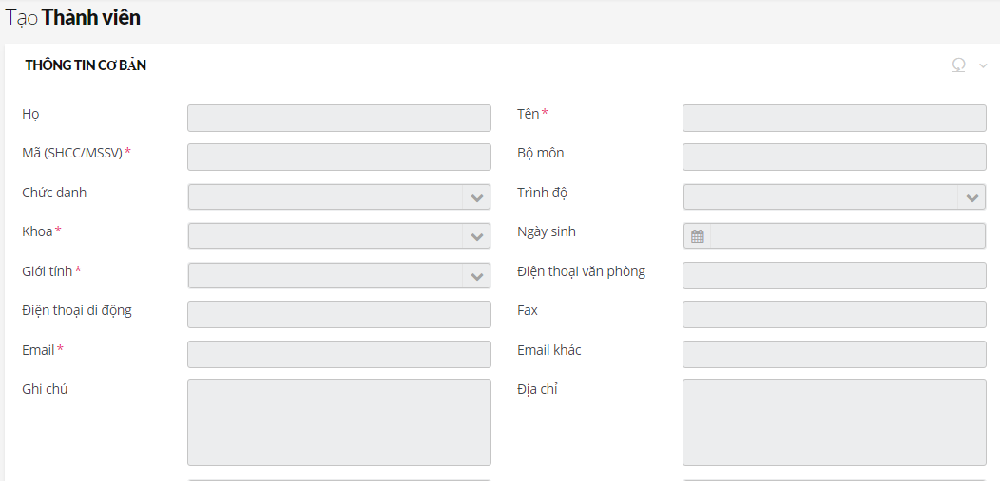 Tạo Thành viên
THÔNG TIN CƠ BẢN
Họ
Tên *
Mã (SHCC/MSSV) *
Bộ môn
Chức danh
Trình độ
Khoa *
Ngày sinh
Giới tính *
Điện thoại văn phòng
Điện thoại di động
Fax
Email *
Email khác
Ghi chú
Địa chỉ